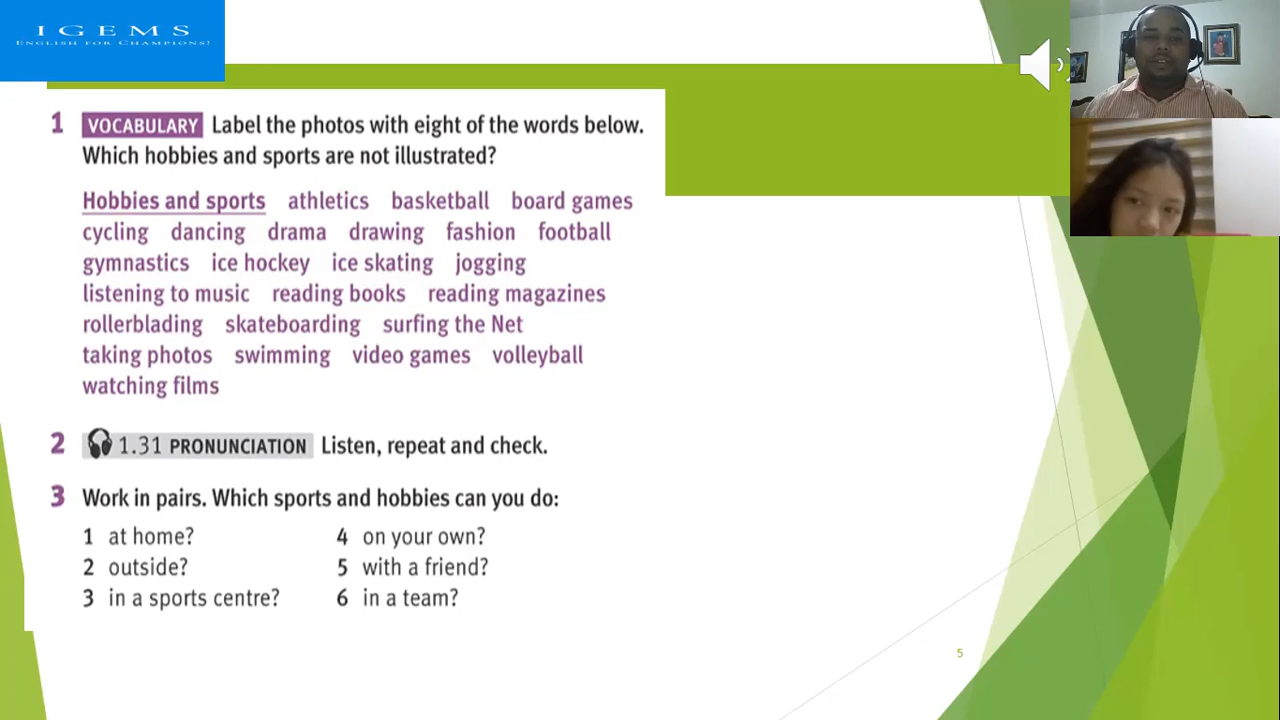 IGEMS
ENGLISH FOR CHAMPIONS!
1 VOCABULARY Label the photos with eight of the words below.
Which hobbies and sports are not illustrated?
Hobbies and sports athletics basketball board games
cycling dancing drama drawing fashion football
gymnastics ice hockey ice skating jogging
listening to music reading books reading magazines
rollerblading skateboarding surfing the Net
taking photos swimming video games volleyball
watching films
2 1.31 PRONUNCIATION Listen, repeat and check.
3 Work in pairs. Which sports and hobbies can you do:
1 at home? 4 on your own?
2 outside? 5 with a friend?
3 in a sports centre? 6 in a team?
5